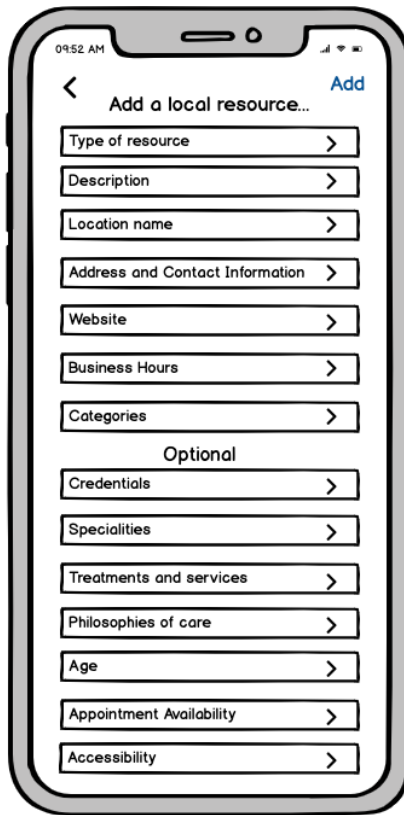 09:52 AM
Add
Add a local resource...
Type of resource
Description
Location name
Address and Contact Information
Website
Business Hours
Categories
Optional
Credentials
Specialities
Treatments and services
Philosophies of care
Age
Appointment Availability
Accessibility